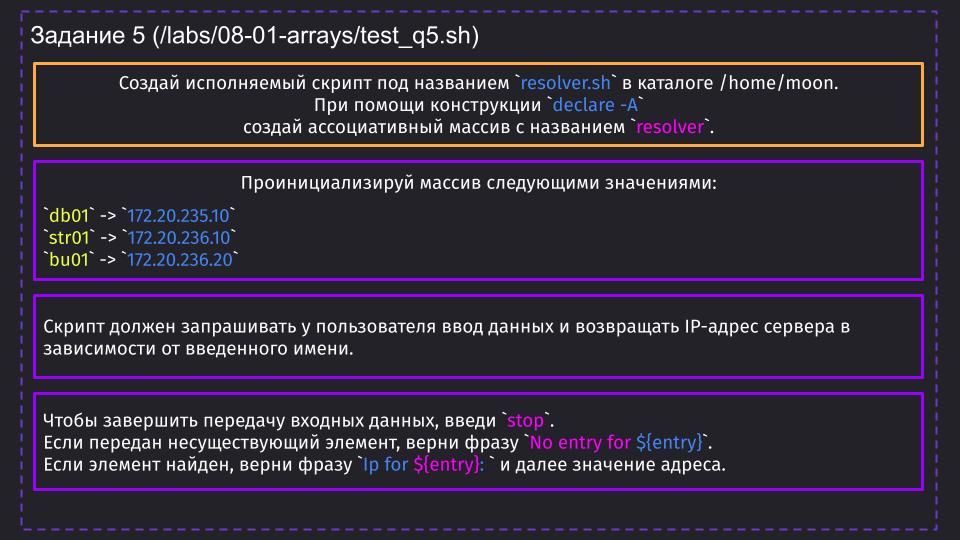 Задание 5 (/labs/08-01-arrays/test_q5.sh)
Создай исполняемый скрипт под названием `resolver.sh` в каталоге /home/moon.
При помощи конструкции `declare -A`
создай ассоциативный массив с названием `resolver`.
Проинициализируй массив следующими значениями:
`db01` -> `172.20.235.10`
`str01` -> `172.20.236.10`
`bu01` -> `172.20.236.20`
Скрипт должен запрашивать у пользователя ввод данных и возвращать IP-адрес сервера в
зависимости от введенного имени.
Чтобы завершить передачу входных данных, введи `stop`.
Если передан несуществующий элемент, верни фразу `No entry for ${entry}`.
Если элемент найден, верни фразу `Ip for ${entry}: ` и далее значение адреса.